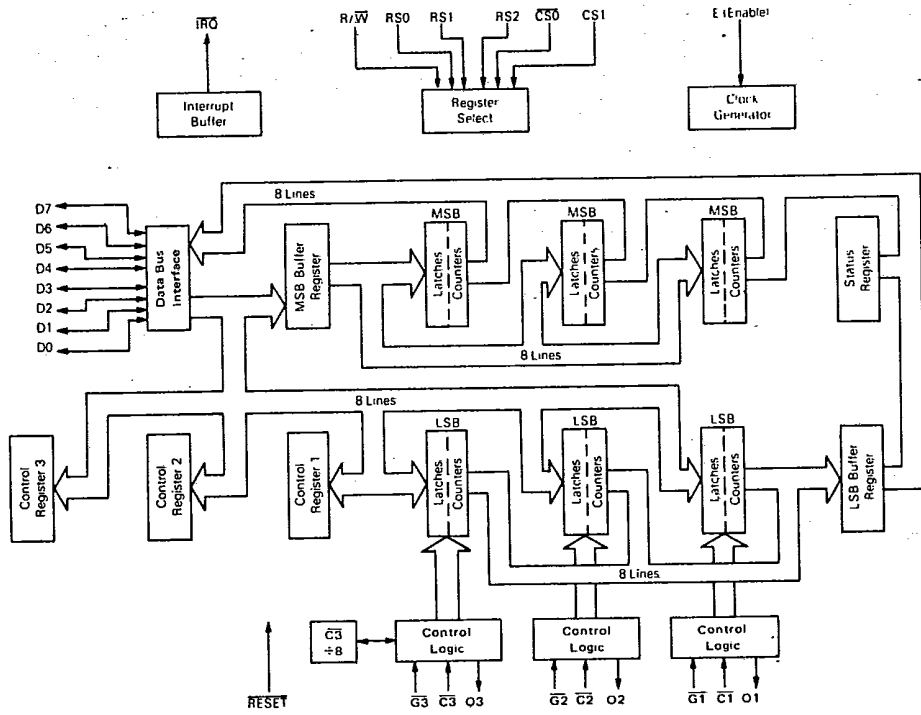 IRQ
R/W RS0 RS1 RS2 CS0 CS1
E (Enable)
Interrupt
Buffer
Register
Select
Clock
Generator
8 Lines
D7
D6
D5
D4
D3
D2
D1
D0
Data Bus
Interface
MSB Buffer
Register
MSB
Latches
Counters
MSB
Latches
Counters
MSB
Latches
Counters
Status
Register
8 Lines
8 Lines
Control
Register 3
Control
Register 2
Control
Register 1
LSB
Latches
Counters
LSB
Latches
Counters
LSB
Latches
Counters
LSB Buffer
Register
8 Lines
C3
÷8
Control
Logic
Control
Logic
Control
Logic
RESET
G3 C3 O3
G2 C2 O2
G1 C1 O1